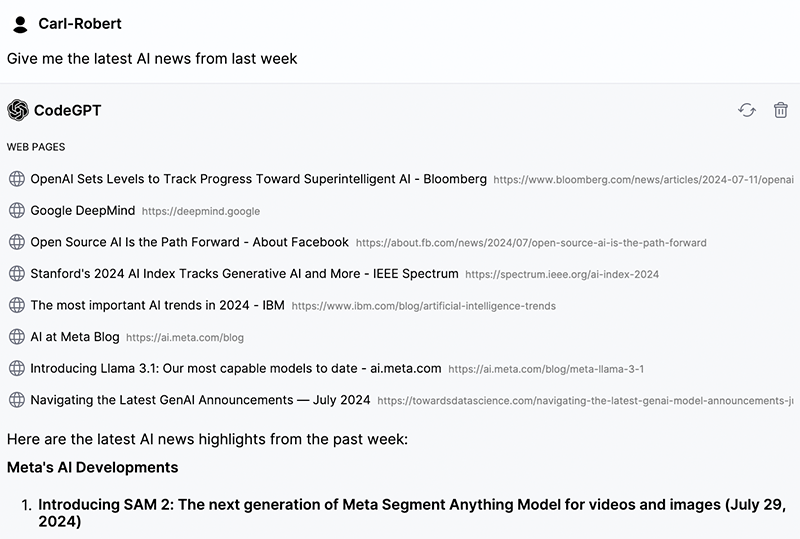 Carl-Robert
Give me the latest AI news from last week
CodeGPT
WEB PAGES
OpenAI Sets Levels to Track Progress Toward Superintelligent AI - Bloomberg https://www.bloomberg.com/news/articles/2024-07-11/openai
Google DeepMind https://deepmind.google
Open Source AI Is the Path Forward - About Facebook https://about.fb.com/news/2024/07/open-source-ai-is-the-path-forward
Stanford's 2024 AI Index Tracks Generative AI and More - IEEE Spectrum https://spectrum.ieee.org/ai-index-2024
The most important AI trends in 2024 - IBM https://www.ibm.com/blog/artificial-intelligence-trends
AI at Meta Blog https://ai.meta.com/blog
Introducing Llama 3.1: Our most capable models to date - ai.meta.com https://ai.meta.com/blog/meta-llama-3-1
Navigating the Latest GenAI Announcements — July 2024 https://towardsdatascience.com/navigating-the-latest-genai-model-announcements-ju
Here are the latest AI news highlights from the past week:
Meta's AI Developments
1. Introducing SAM 2: The next generation of Meta Segment Anything Model for videos and images (July 29,
2024)